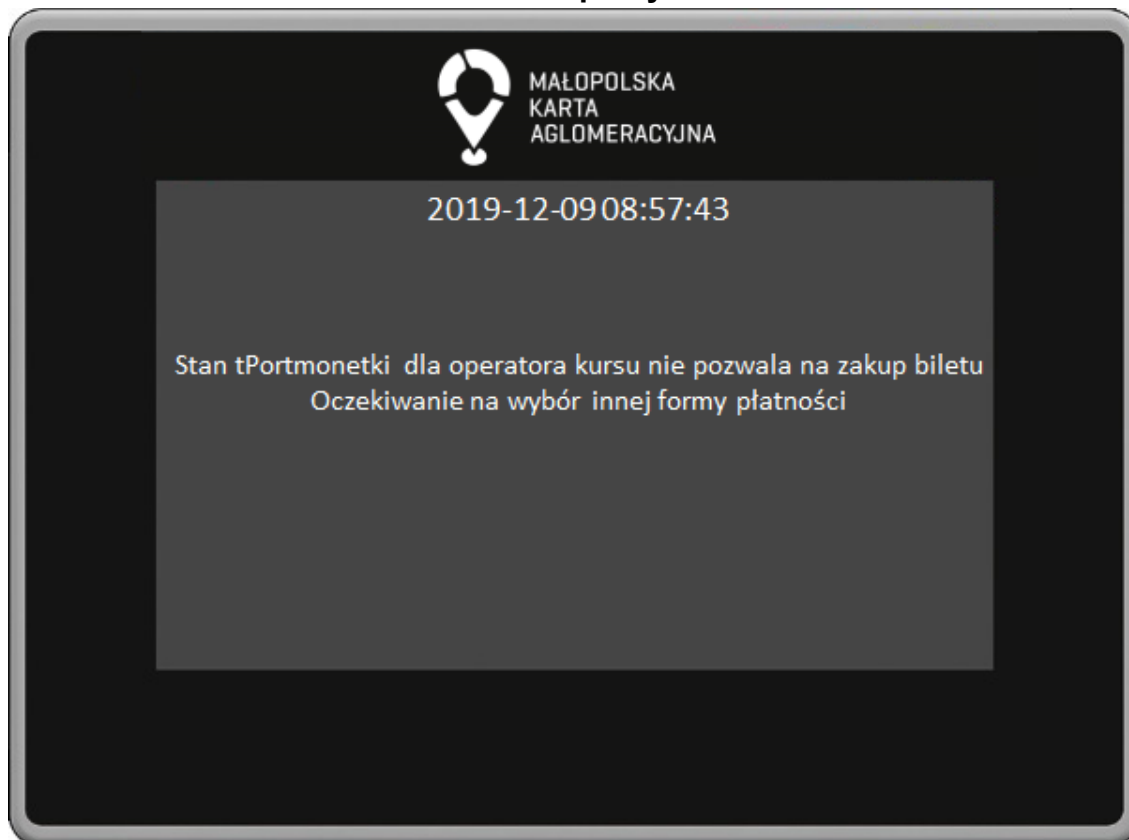 MAŁOPOLSKA
KARTA
AGLOMERACYJNA
2019-12-09 08:57:43
Stan tPortmonetki dla operatora kursu nie pozwala na zakup biletu
Oczekiwanie na wybór innej formy płatności